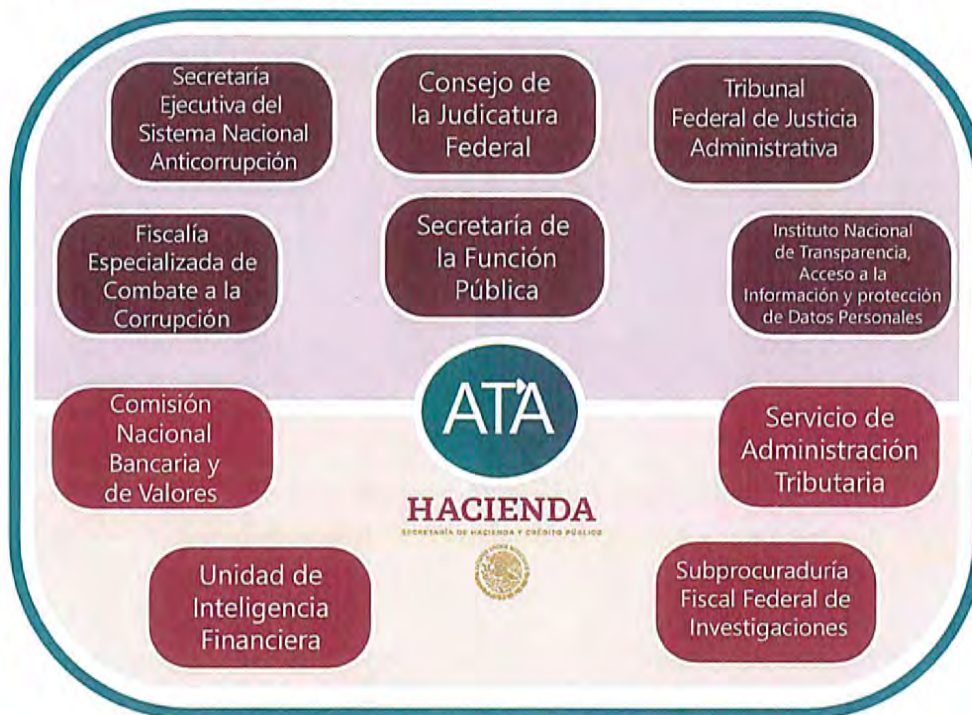 Secretaría
Ejecutiva del
Sistema Nacional
Anticorrupción
Consejo de
la Judicatura
Federal
Tribunal
Federal de Justicia
Administrativa
Fiscalía
Especializada de
Combate a la
Corrupción
Secretaría de
la Función
Pública
Instituto Nacional
de Transparencia,
Acceso a la
Información y protección
de Datos Personales
Comisión
Nacional
Bancaria y
de Valores
ATA
Servicio de
Administración
Tributaria
HACIENDA
SECRETARÍA DE HACIENDA Y CRÉDITO PÚBLICO
Unidad de
Inteligencia
Financiera
Subprocuraduría
Fiscal Federal de
Investigaciones